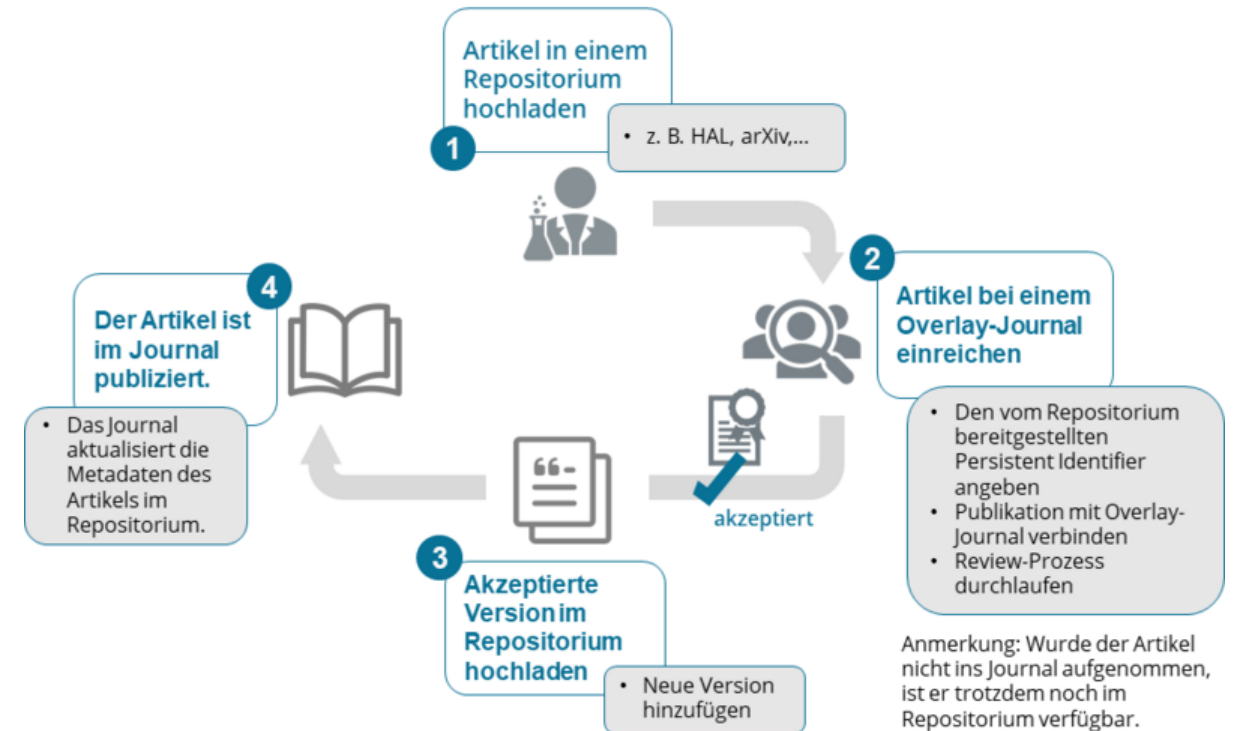 Artikel in einem
Repositorium
hochladen
1
• z. B. HAL, arXiv,...
2
Artikel bei einem
Overlay-Journal
einreichen
• Den vom Repositorium
bereitgestellten
Persistent Identifier
angeben
• Publikation mit Overlay-
Journal verbinden
• Review-Prozess
durchlaufen
Anmerkung: Wurde der Artikel
nicht ins Journal aufgenommen,
ist er trotzdem noch im
Repositorium verfügbar.
akzeptiert
3
Akzeptierte
Version im
Repositorium
hochladen
• Neue Version
hinzufügen
4
Der Artikel ist
im Journal
publiziert.
• Das Journal
aktualisiert die
Metadaten des
Artikels im
Repositorium.